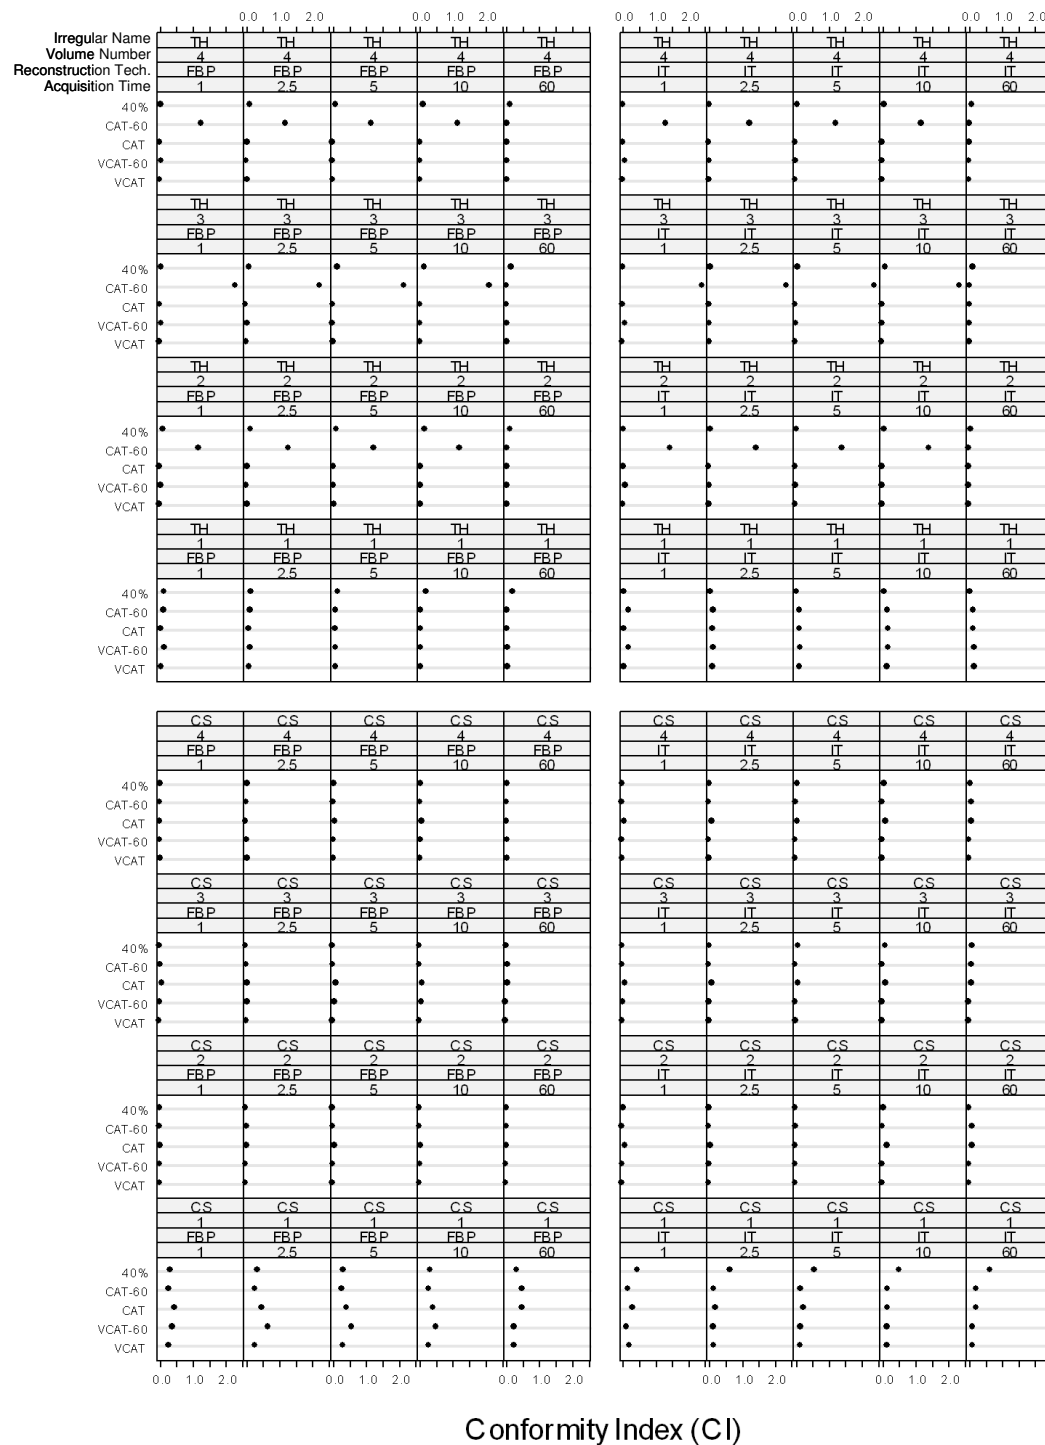 0.0 1.0 2.0 0.0 1.0 2.0 0.0 1.0 2.0 0.0 1.0 2.0 0.0
Irregular Name TH TH TH TH TH TH TH TH TH TH
Volume Number 4 4 4 4 4 4 4 4 4 4
Reconstruction Tech. FBP FBP FBP FBP FBP IT IT IT IT IT
Acquisition Time 1 2.5 5 10 60 1 2.5 5 10 60
40%
CAT-60
CAT
VCAT-60
VCAT
TH TH TH TH TH TH TH TH TH TH
3 3 3 3 3 3 3 3 3 3
FBP FBP FBP FBP FBP IT IT IT IT IT
1 2.5 5 10 60 1 2.5 5 10 60
40%
CAT-60
CAT
VCAT-60
VCAT
TH TH TH TH TH TH TH TH TH TH
2 2 2 2 2 2 2 2 2 2
FBP FBP FBP FBP FBP IT IT IT IT IT
1 2.5 5 10 60 1 2.5 5 10 60
40%
CAT-60
CAT
VCAT-60
VCAT
TH TH TH TH TH TH TH TH TH TH
1 1 1 1 1 1 1 1 1 1
FBP FBP FBP FBP FBP IT IT IT IT IT
1 2.5 5 10 60 1 2.5 5 10 60
40%
CAT-60
CAT
VCAT-60
VCAT
CS CS CS CS CS CS CS CS CS CS
4 4 4 4 4 4 4 4 4 4
FBP FBP FBP FBP FBP IT IT IT IT IT
1 2.5 5 10 60 1 2.5 5 10 60
40%
CAT-60
CAT
VCAT-60
VCAT
CS CS CS CS CS CS CS CS CS CS
3 3 3 3 3 3 3 3 3 3
FBP FBP FBP FBP FBP IT IT IT IT IT
1 2.5 5 10 60 1 2.5 5 10 60
40%
CAT-60
CAT
VCAT-60
VCAT
CS CS CS CS CS CS CS CS CS CS
2 2 2 2 2 2 2 2 2 2
FBP FBP FBP FBP FBP IT IT IT IT IT
1 2.5 5 10 60 1 2.5 5 10 60
40%
CAT-60
CAT
VCAT-60
VCAT
CS CS CS CS CS CS CS CS CS CS
1 1 1 1 1 1 1 1 1 1
FBP FBP FBP FBP FBP IT IT IT IT IT
1 2.5 5 10 60 1 2.5 5 10 60
40%
CAT-60
CAT
VCAT-60
VCAT
0.0 1.0 2.0 0.0 1.0 2.0 0.0 1.0 2.0 0.0 1.0 2.0 0.0 1.0 2.0
Conformity Index (CI)